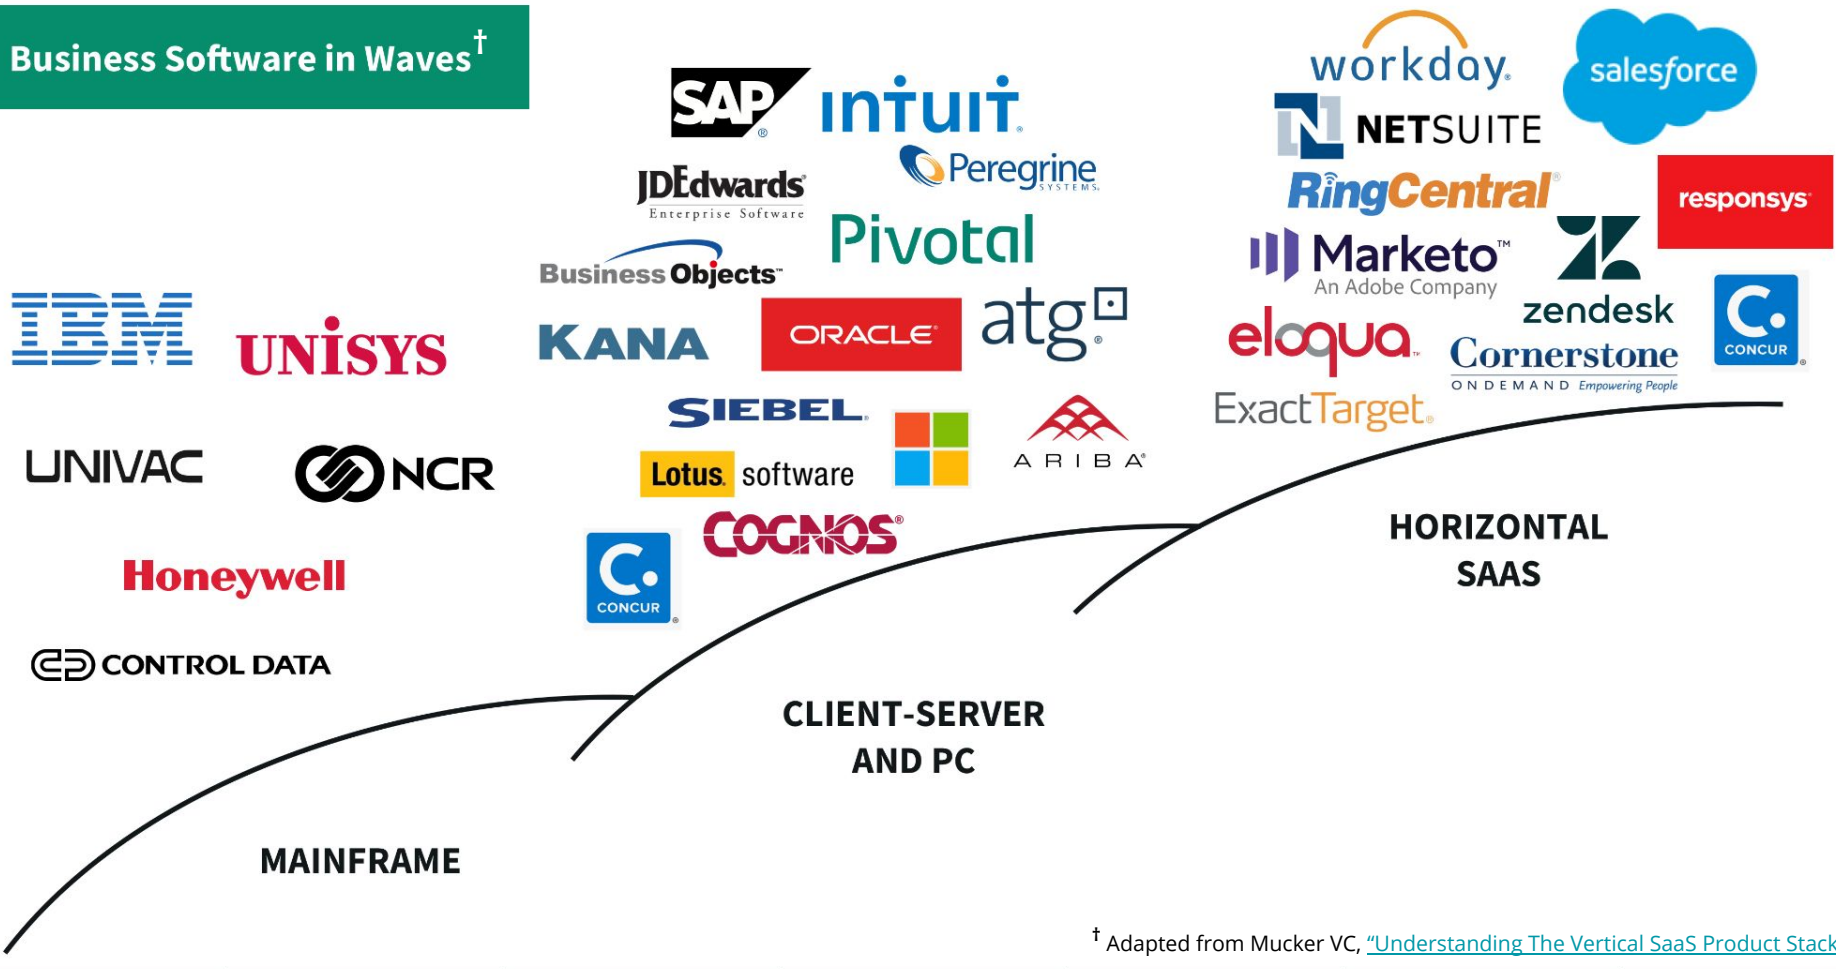 Business Software in Waves†
IBM
UNISYS
UNIVAC
NCR
Honeywell
CONTROL DATA
MAINFRAME
SAP®
intuit®
JDEdwards®
Enterprise Software
Peregrine
SYSTEMS®
Pivotal
Business Objects™
KANA
ORACLE®
atg®
SIEBEL®
Lotus® software
ARIBA®
COGNOS®
C.
CONCUR®
CLIENT-SERVER
AND PC
workday®
salesforce
NETSUITE
RingCentral®
responsys®
Marketo™
An Adobe Company
zendesk
eloqua™
C.
CONCUR®
Cornerstone
ONDEMAND Empowering People
ExactTarget®
HORIZONTAL
SAAS
† Adapted from Mucker VC, “Understanding The Vertical SaaS Product Stack